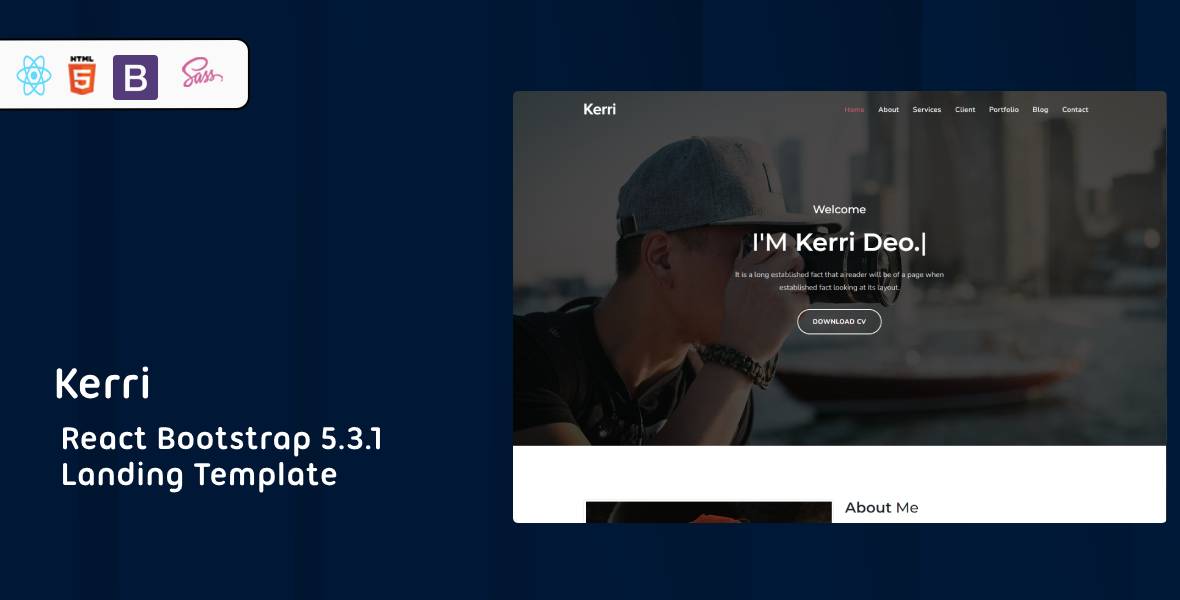 HTML
5
B
Sass
Kerri
React Bootstrap 5.3.1
Landing Template
Kerri
Home About Services Client Portfolio Blog Contact
Welcome
I'M Kerri Deo.|
It is a long established fact that a reader will be of a page when
established fact looking at its layout.
DOWNLOAD CV
About Me